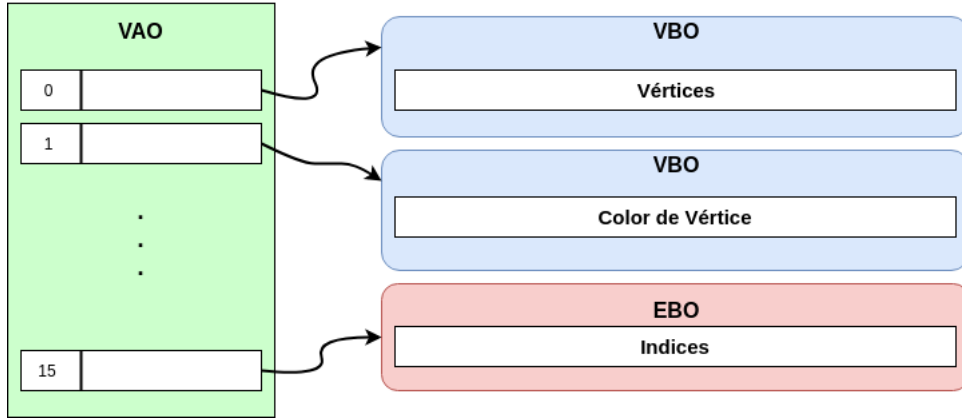 VAO
0
1
.
.
.
15
VBO
Vértices
VBO
Color de Vértice
EBO
Indices